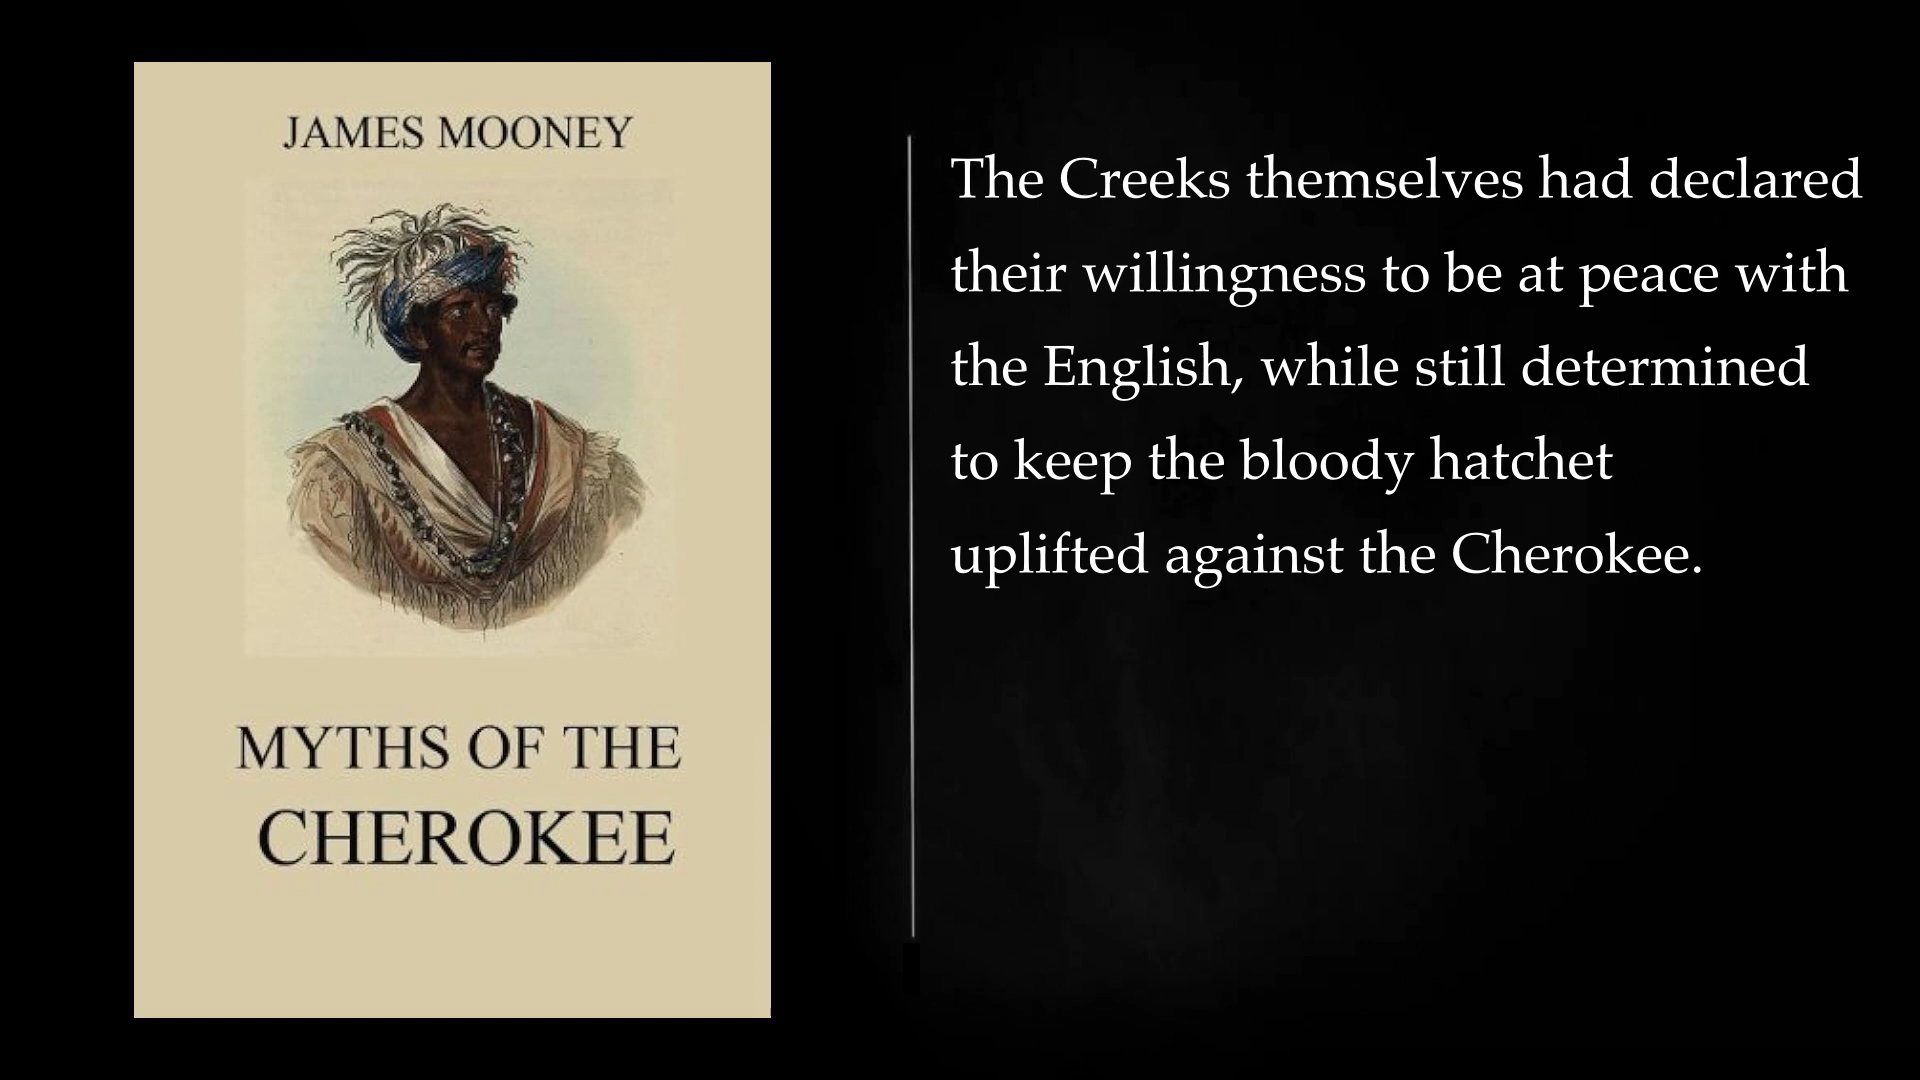 JAMES MOONEY
MYTHS OF THE
CHEROKEE
The Creeks themselves had declared
their willingness to be at peace with
the English, while still determined
to keep the bloody hatchet
uplifted against the Cherokee.